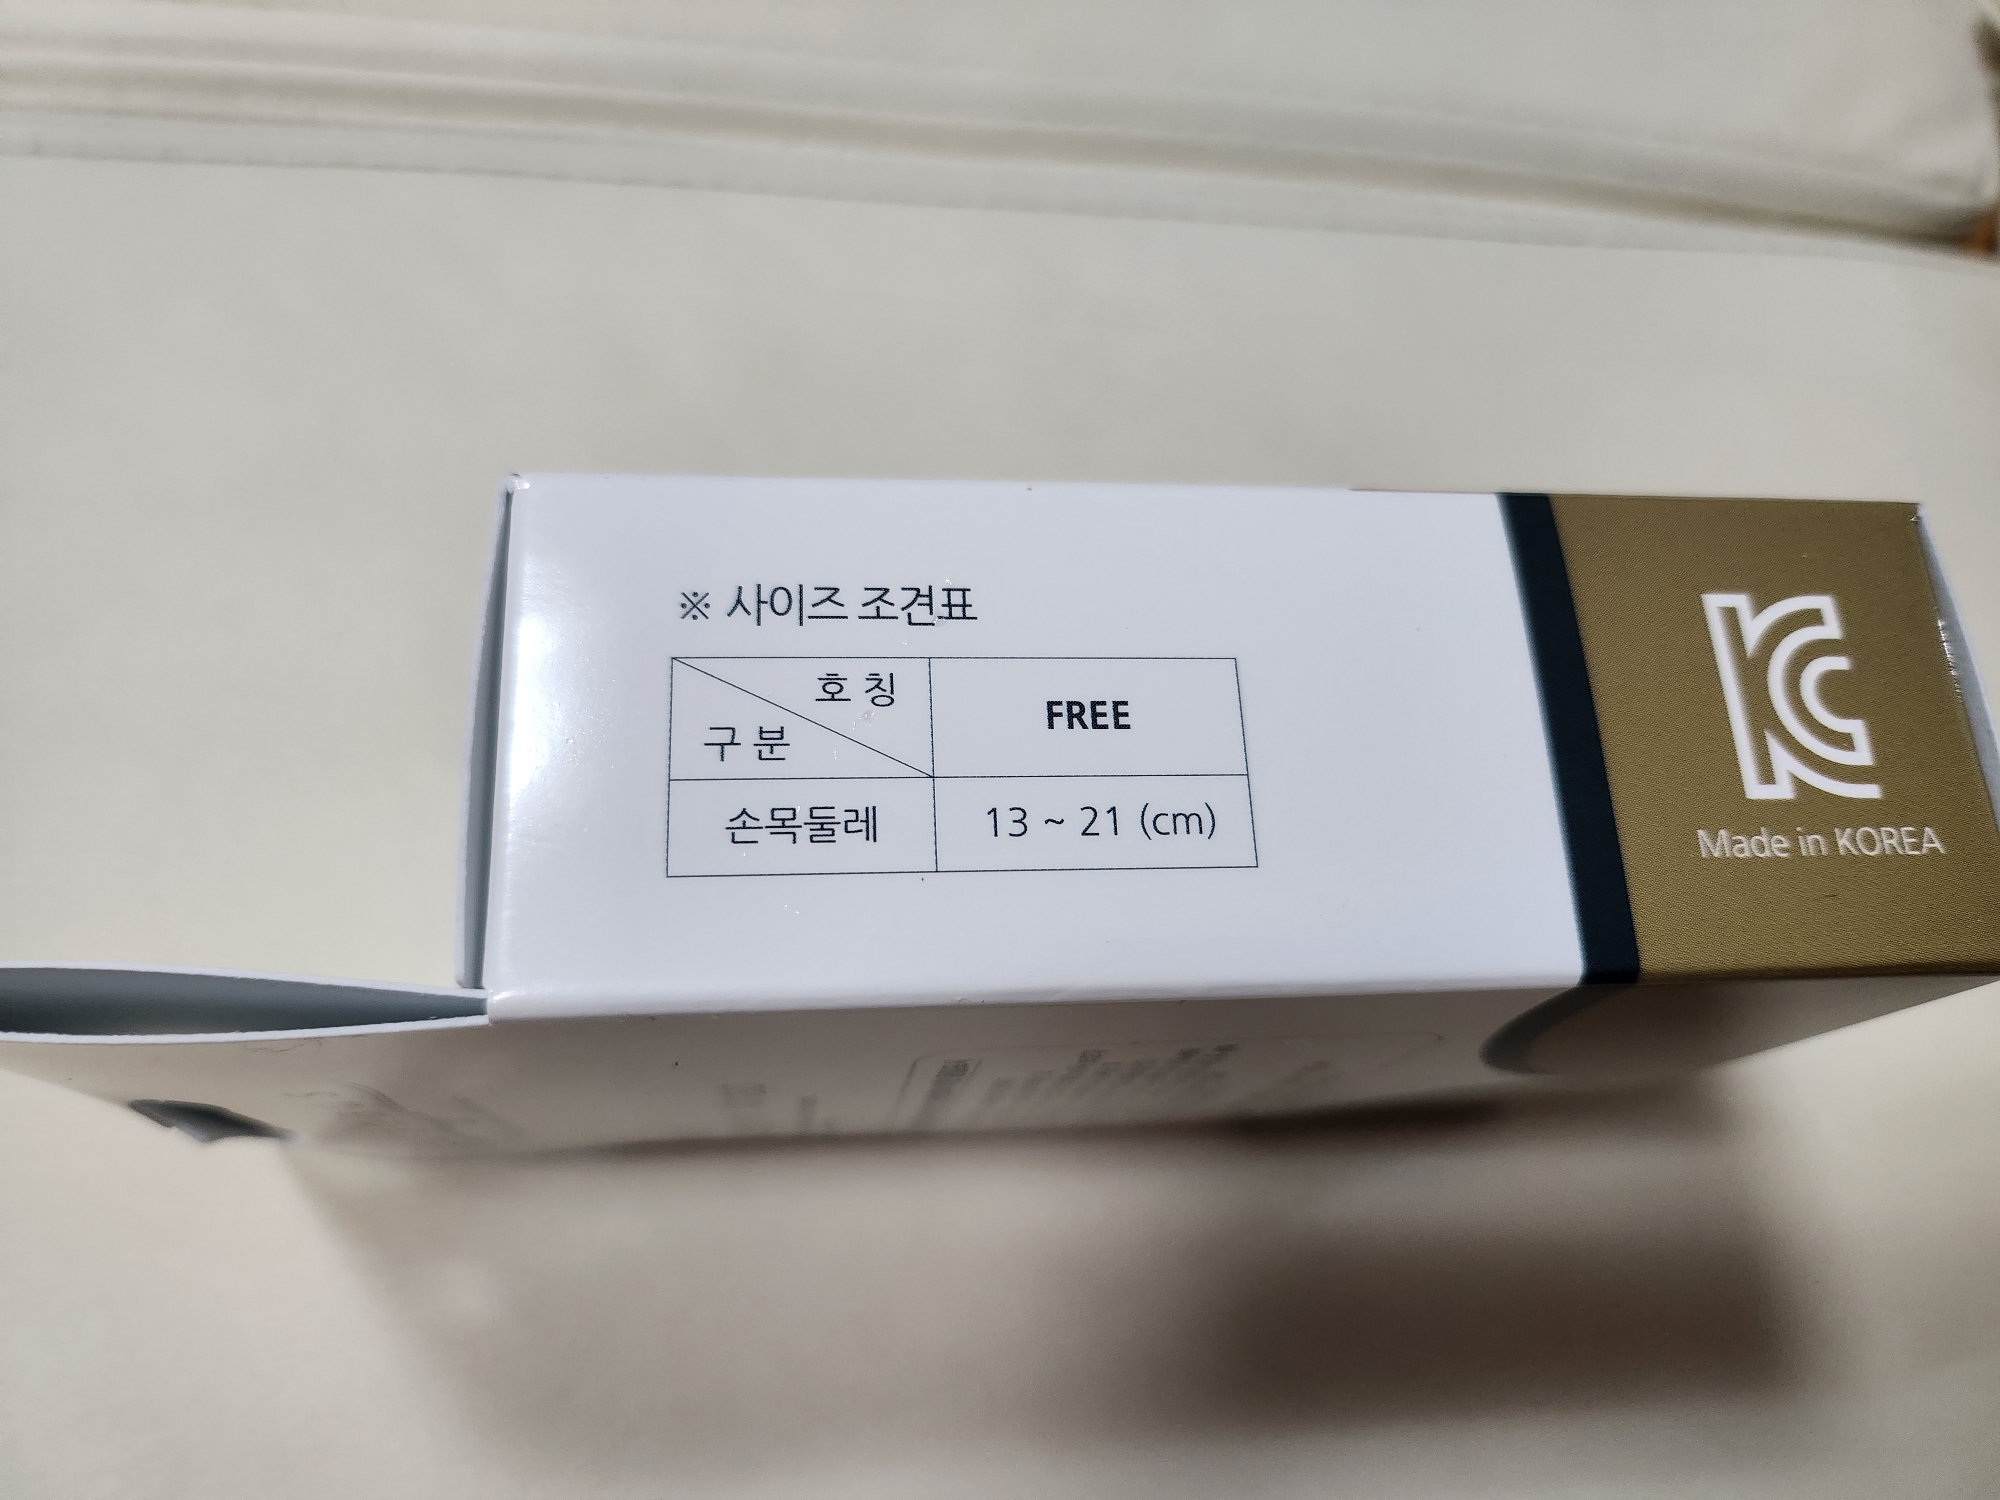 ※ 사이즈 조견표
호 칭
구 분
FREE
손목둘레
13 ~ 21 (cm)
KC
Made in KOREA